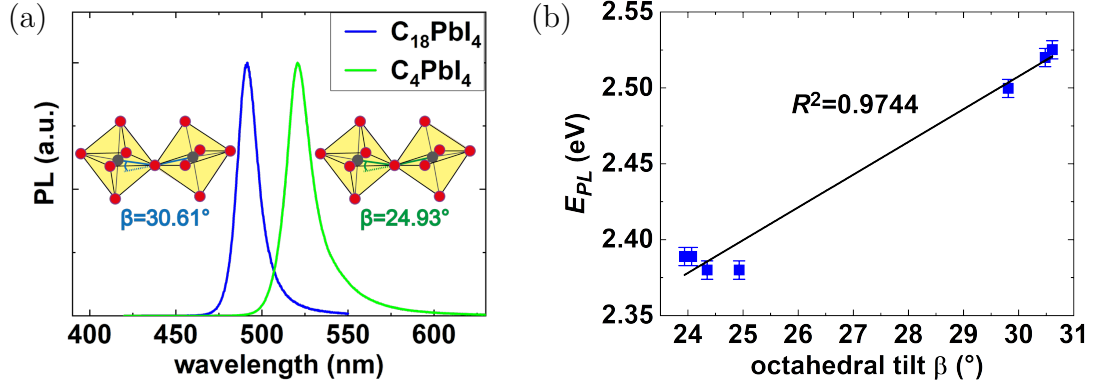 (a)
C₁₈PbI₄
C₄PbI₄
PL (a.u.)
β=30.61°
β=24.93°
400 450 500 550 600
wavelength (nm)
(b)
2.55
2.50
2.45
2.40
2.35
E_PL (eV)
R²=0.9744
24 25 26 27 28 29 30 31
octahedral tilt β (°)